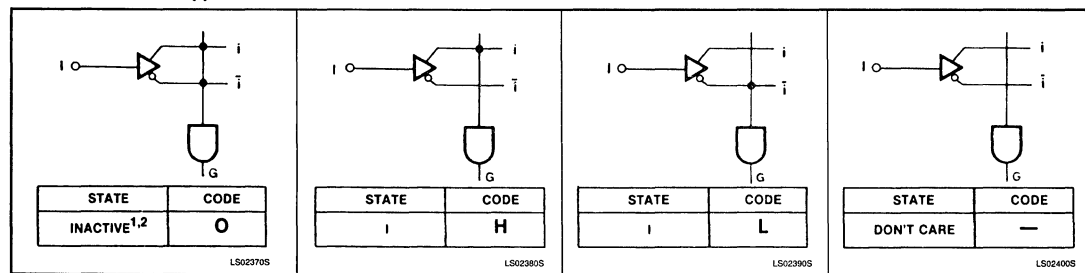 I i
ī
G
STATE CODE
INACTIVE1,2 O
LS02370S
I i
ī
G
STATE CODE
I H
LS02380S
I i
ī
G
STATE CODE
I L
LS02390S
I i
ī
G
STATE CODE
DON'T CARE —
LS02400S